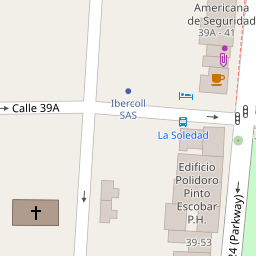 Americana
de Seguridad
39A - 41
Ibercoll
SAS
Calle 39A
La Soledad
Edificio
Polidoro
Pinto
Escobar
P.H.
39-53
24 (Parkway)